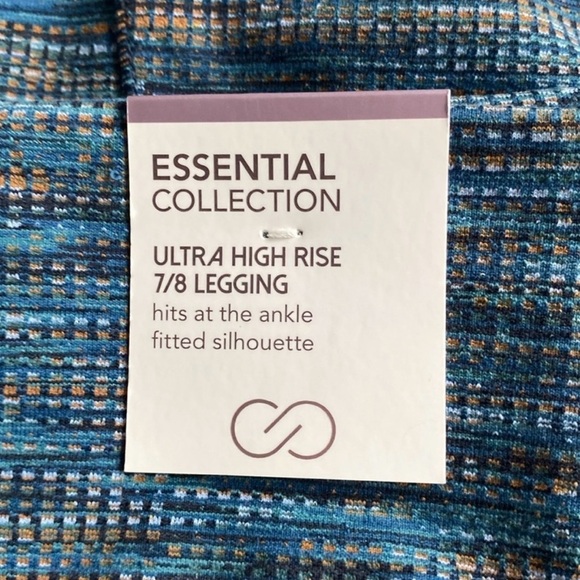 ESSENTIAL
COLLECTION
ULTRA HIGH RISE
7/8 LEGGING
hits at the ankle
fitted silhouette